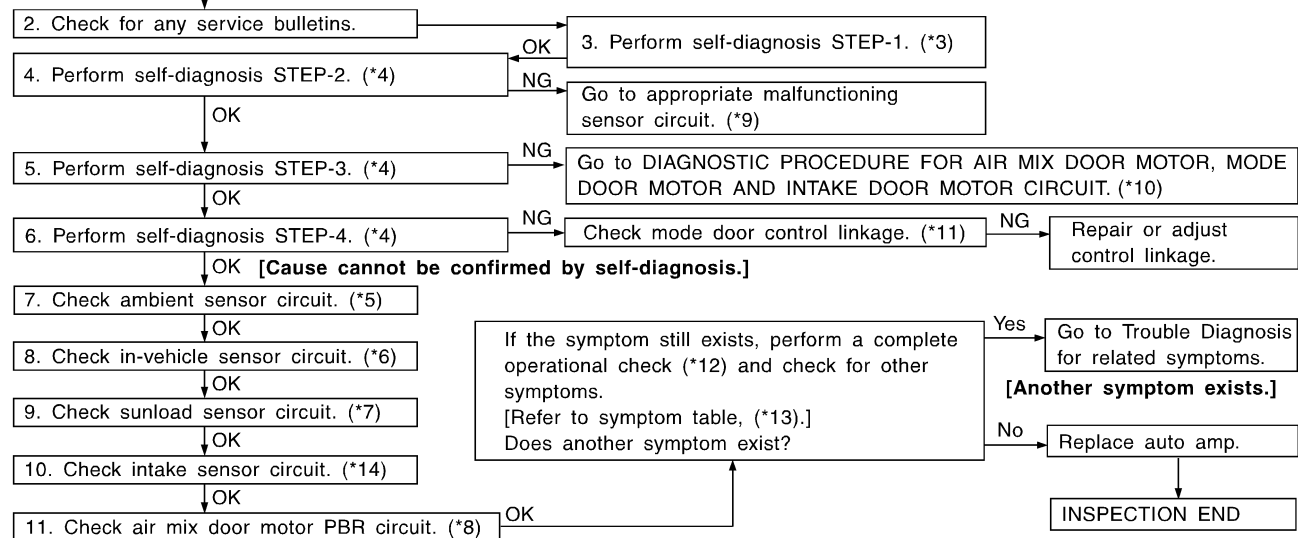 2. Check for any service bulletins.
3. Perform self-diagnosis STEP-1. (*3)
OK
4. Perform self-diagnosis STEP-2. (*4)
NG
Go to appropriate malfunctioning
sensor circuit. (*9)
OK
5. Perform self-diagnosis STEP-3. (*4)
NG
Go to DIAGNOSTIC PROCEDURE FOR AIR MIX DOOR MOTOR, MODE
DOOR MOTOR AND INTAKE DOOR MOTOR CIRCUIT. (*10)
OK
6. Perform self-diagnosis STEP-4. (*4)
NG
Check mode door control linkage. (*11)
NG
Repair or adjust
control linkage.
OK
[Cause cannot be confirmed by self-diagnosis.]
7. Check ambient sensor circuit. (*5)
OK
8. Check in-vehicle sensor circuit. (*6)
OK
9. Check sunload sensor circuit. (*7)
OK
10. Check intake sensor circuit. (*14)
OK
11. Check air mix door motor PBR circuit. (*8)
OK
If the symptom still exists, perform a complete
operational check (*12) and check for other
symptoms.
[Refer to symptom table, (*13).]
Does another symptom exist?
Yes
Go to Trouble Diagnosis
for related symptoms.
[Another symptom exists.]
No
Replace auto amp.
INSPECTION END